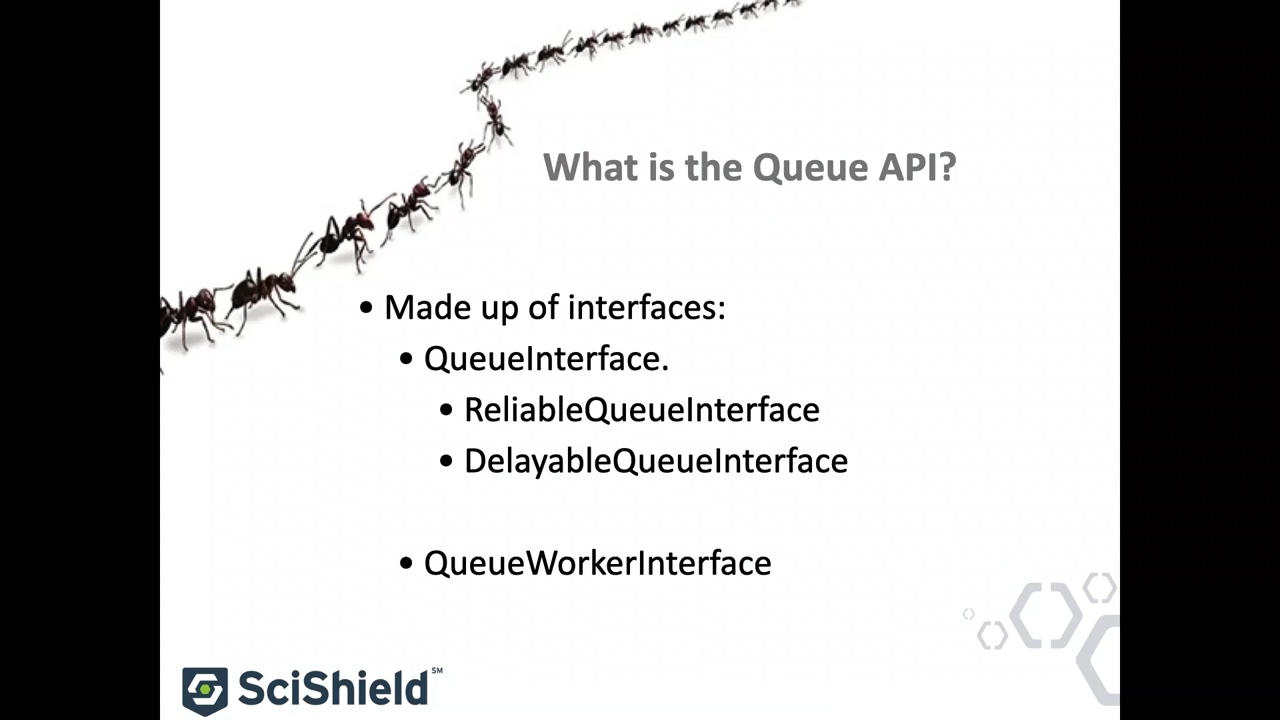 What is the Queue API?
• Made up of interfaces:
• QueueInterface.
• ReliableQueueInterface
• DelayableQueueInterface
• QueueWorkerInterface
SciShield℠